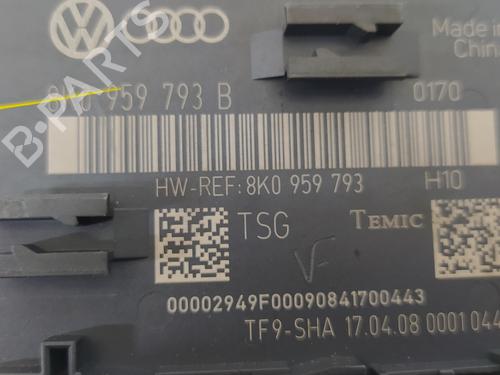 Made in
China
959 793 B
0170
HW-REF: 8K0 959 793
H10
TSG
TEMIC
VF
00002949F00090841700443
TF9-SHA 17.04.08 0001 044
B-PARTS